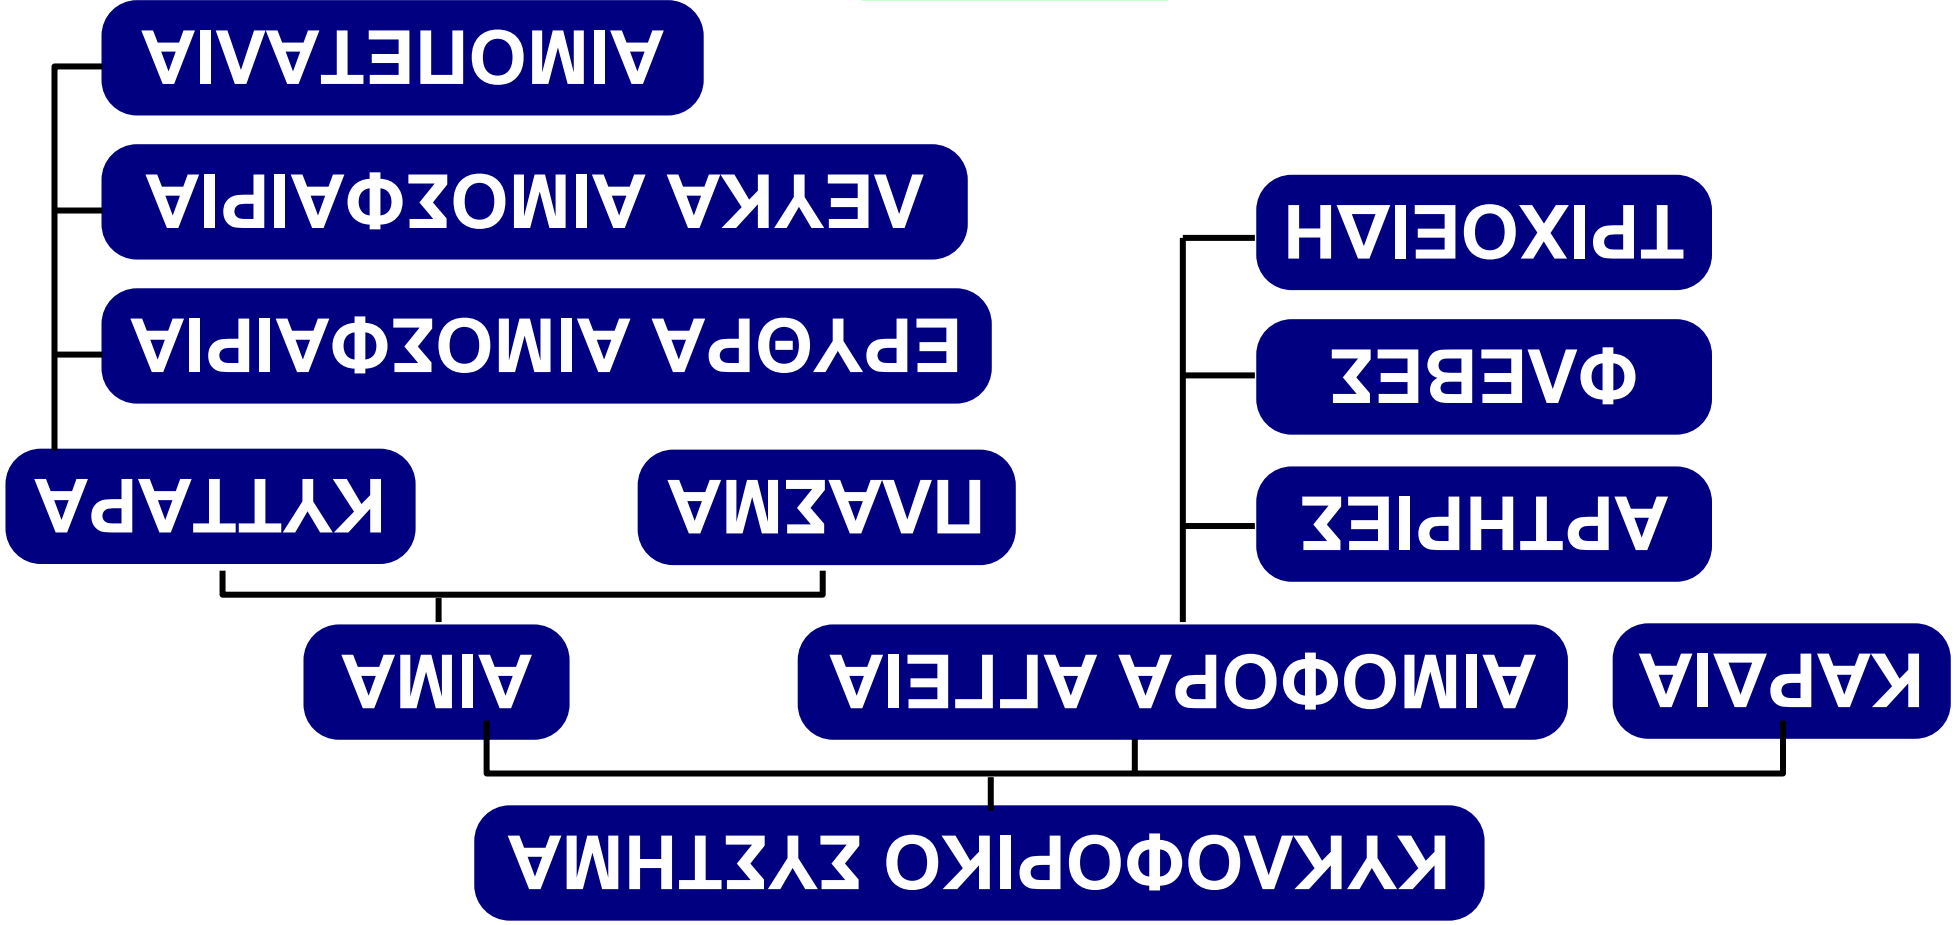 ΚΥΚΛΟΦΟΡΙΚΟ ΣΥΣΤΗΜΑ
ΚΑΡΔΙΑ
ΑΙΜΟΦΟΡΑ ΑΓΓΕΙΑ
ΑΙΜΑ
ΑΡΤΗΡΙΕΣ
ΦΛΕΒΕΣ
ΤΡΙΧΟΕΙΔΗ
ΠΛΑΣΜΑ
ΚΥΤΤΑΡΑ
ΕΡΥΘΡΑ ΑΙΜΟΣΦΑΙΡΙΑ
ΛΕΥΚΑ ΑΙΜΟΣΦΑΙΡΙΑ
ΑΙΜΟΠΕΤΑΛΙΑ